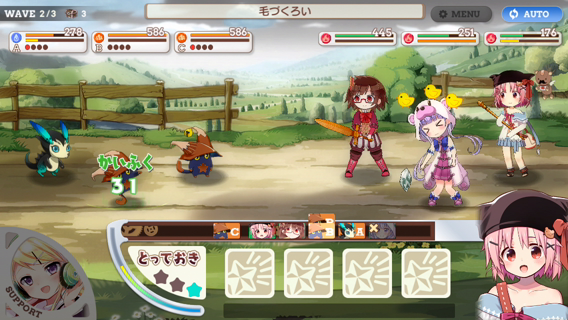 WAVE 2/3 3
毛づくろい
MENU
AUTO
278
586
586
445
251
176
A
B
C
かいふく
31
C
B
A
とっておき
SUPPORT